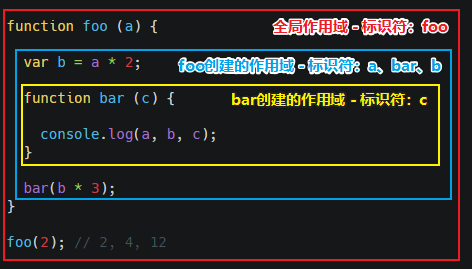 function foo (a) { 全局作用域 - 标识符：foo
var b = a * 2; foo创建的作用域 - 标识符：a、bar、b
function bar (c) { bar创建的作用域 - 标识符：c
console.log(a, b, c);
}
bar(b * 3);
}
foo(2); // 2, 4, 12